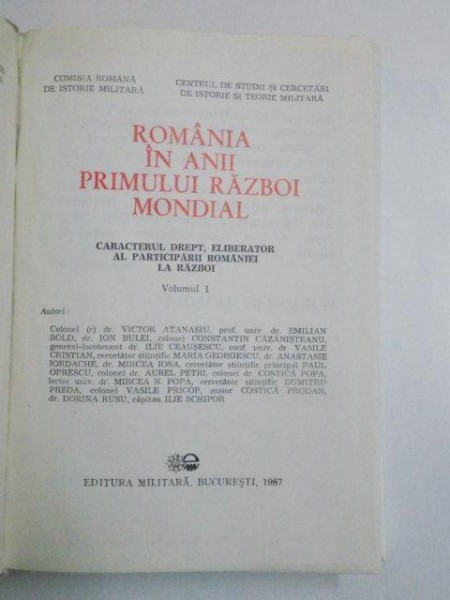 COMISIA ROMÂNĂ
DE ISTORIE MILITARĂ
CENTRUL DE STUDII ȘI CERCETĂRI
DE ISTORIE ȘI TEORIE MILITARĂ
ROMÂNIA
ÎN ANII
PRIMULUI RĂZBOI
MONDIAL
CARACTERUL DREPT, ELIBERATOR
AL PARTICIPĂRII ROMÂNIEI
LA RĂZBOI
Volumul 1
Autori :
Colonel (r) dr. VICTOR ATANASIU, prof. univ. dr. EMILIAN
BOLD, dr. ION BULEI, colonel CONSTANTIN CĂZĂNIȘTEANU,
general-locotenent dr. ILIE CEAUȘESCU, conf. univ. dr. VASILE
CRISTIAN, cercetător științific MARIA GEORGESCU, dr. ANASTASIE
IORDACHE, dr. MIRCEA IOSA, cercetător științific principal PAUL
OPRESCU, colonel dr. AUREL PETRI, colonel dr. COSTICĂ POPA,
lector univ. dr. MIRCEA N. POPA, cercetător științific DUMITRU
PREDA, colonel VASILE PRICOP, maior COSTICĂ PRODAN,
dr. DORINA RUSU, căpitan ILIE SCHIPOR
EDITURA MILITARĂ, BUCUREȘTI, 1987